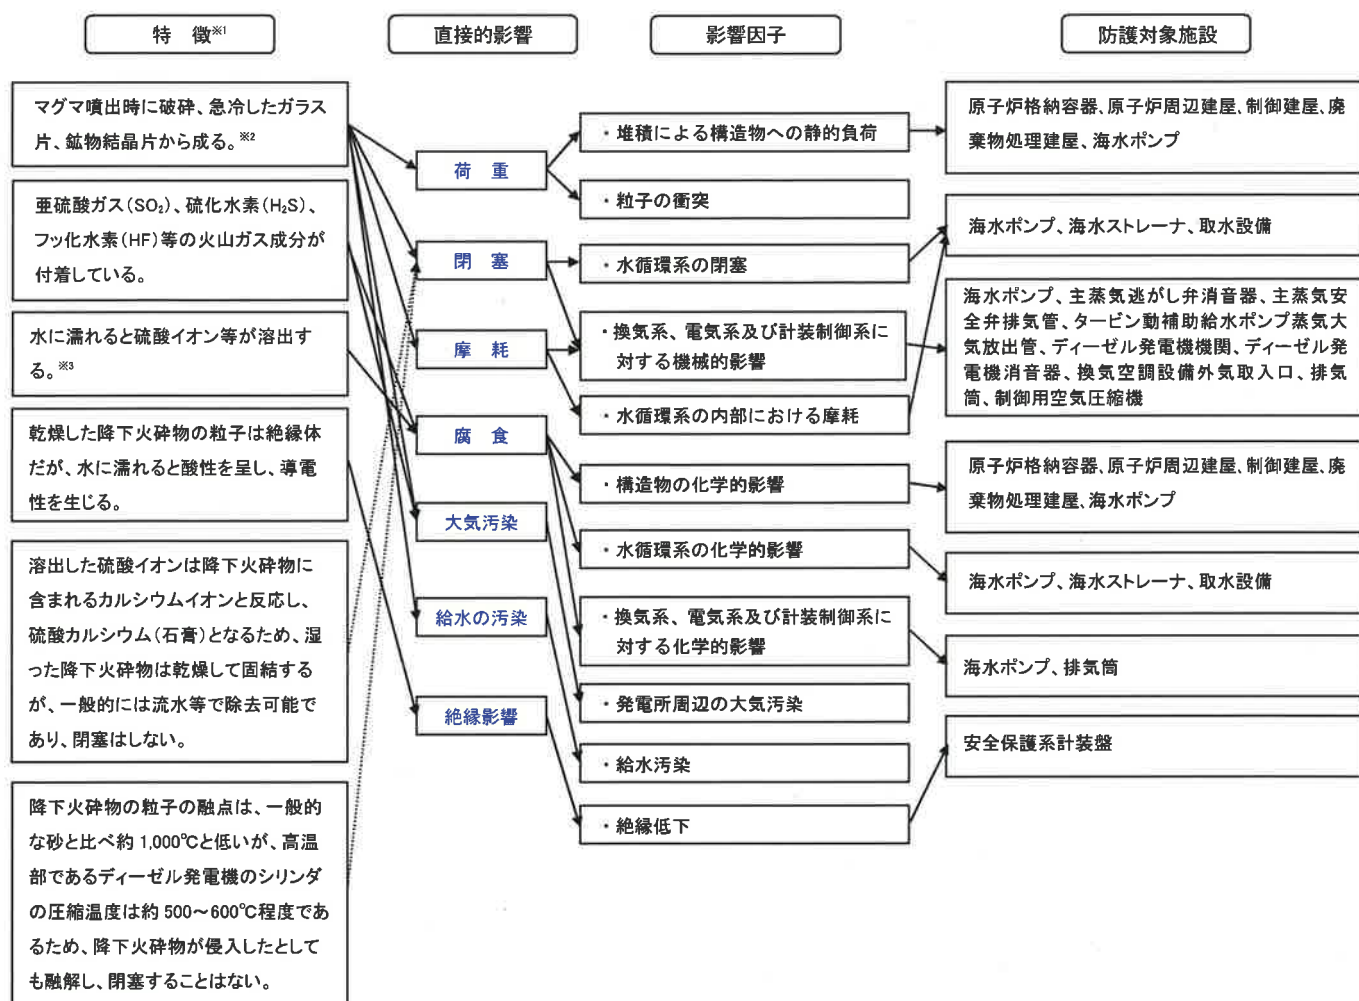 特 徴※1
直接的影響
影響因子
防護対象施設
マグマ噴出時に破砕、急冷したガラス
片、鉱物結晶片から成る。※2
亜硫酸ガス(SO₂)、硫化水素(H₂S)、
フッ化水素(HF)等の火山ガス成分が
付着している。
水に濡れると硫酸イオン等が溶出す
る。※3
乾燥した降下火砕物の粒子は絶縁体
だが、水に濡れると酸性を呈し、導電
性を生じる。
溶出した硫酸イオンは降下火砕物に
含まれるカルシウムイオンと反応し、
硫酸カルシウム(石膏)となるため、湿
った降下火砕物は乾燥して固結する
が、一般的には流水等で除去可能で
あり、閉塞はしない。
降下火砕物の粒子の融点は、一般的
な砂と比べ約 1,000℃と低いが、高温
部であるディーゼル発電機のシリンダ
の圧縮温度は約 500~600℃程度であ
るため、降下火砕物が侵入したとして
も融解し、閉塞することはない。
荷 重
閉 塞
摩 耗
腐 食
大気汚染
給水の汚染
絶縁影響
・堆積による構造物への静的負荷
・粒子の衝突
・水循環系の閉塞
・換気系、電気系及び計装制御系に
対する機械的影響
・水循環系の内部における摩耗
・構造物の化学的影響
・水循環系の化学的影響
・換気系、電気系及び計装制御系に
対する化学的影響
・発電所周辺の大気汚染
・給水汚染
・絶縁低下
原子炉格納容器、原子炉周辺建屋、制御建屋、廃
棄物処理建屋、海水ポンプ
海水ポンプ、海水ストレーナ、取水設備
海水ポンプ、主蒸気逃がし弁消音器、主蒸気安
全弁排気管、タービン動補助給水ポンプ蒸気大
気放出管、ディーゼル発電機機関、ディーゼル発
電機消音器、換気空調設備外気取入口、排気
筒、制御用空気圧縮機
原子炉格納容器、原子炉周辺建屋、制御建屋、廃
棄物処理建屋、海水ポンプ
海水ポンプ、海水ストレーナ、取水設備
海水ポンプ、排気筒
安全保護系計装盤